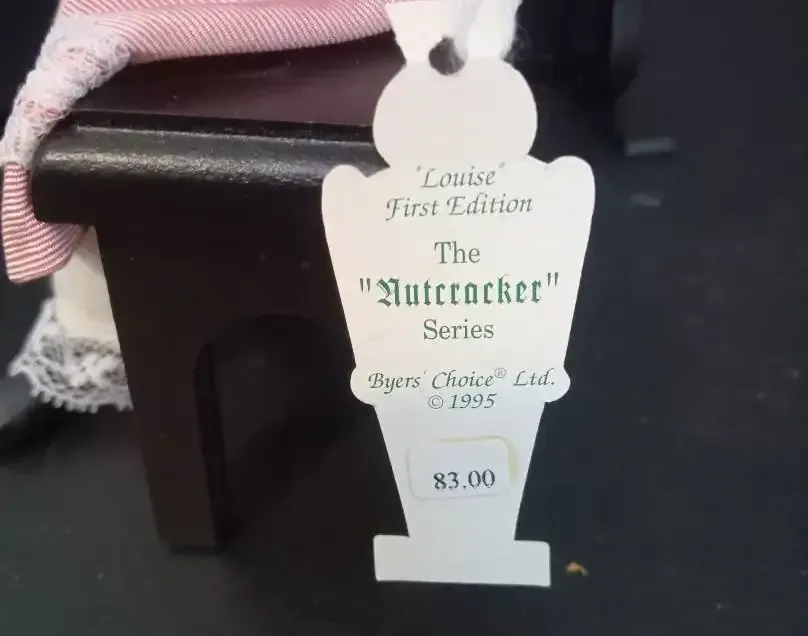 "Louise"
First Edition
The
"Nutcracker"
Series
Byers' Choice® Ltd.
© 1995
83.00